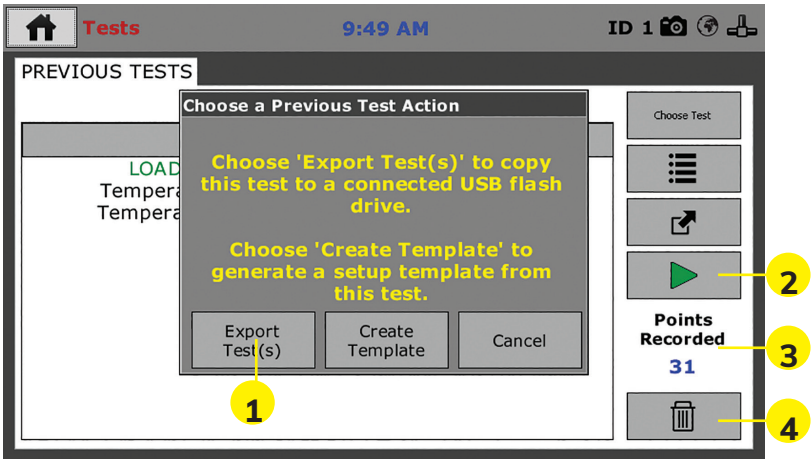 Tests
9:49 AM
ID 1
PREVIOUS TESTS
Choose a Previous Test Action
Choose 'Export Test(s)' to copy
this test to a connected USB flash
drive.
Choose 'Create Template' to
generate a setup template from
this test.
Export
Test(s)
Create
Template
Cancel
LOAD
Tempera
Tempera
Choose Test
Points
Recorded
31
1
2
3
4